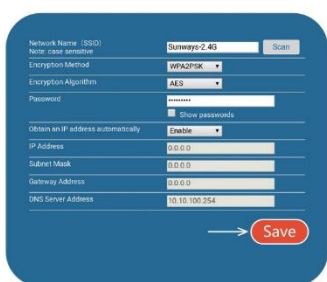 Network Name (SSID)
Note: case sensitive
Sunways-2.4G
Scan
Encryption Method
WPA2PSK
Encryption Algorithm
AES
Password
•••••••••
Show passwords
Obtain an IP address automatically
Enable
IP Address
0.0.0.0
Subnet Mask
0.0.0.0
Gateway Address
0.0.0.0
DNS Server Address
10.10.100.254
Save